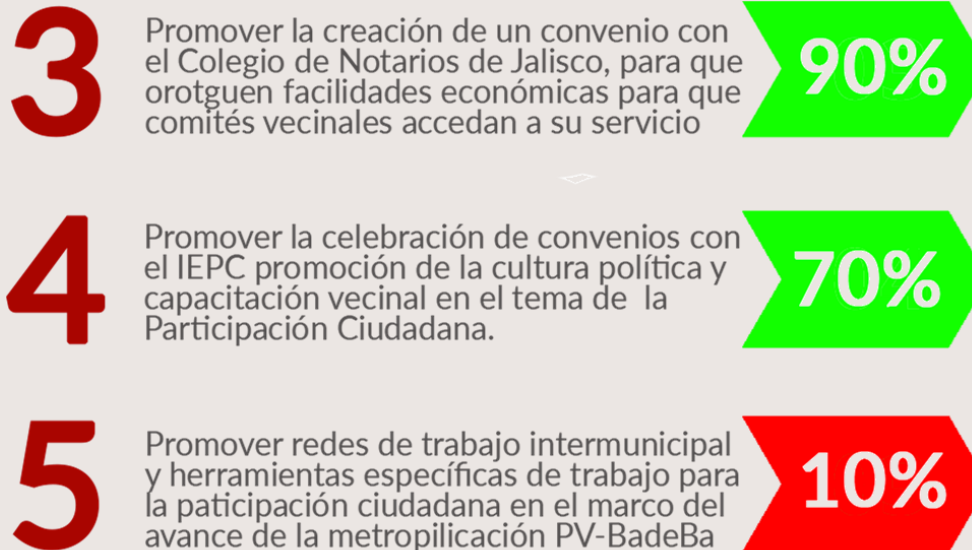 3
Promover la creación de un convenio con
el Colegio de Notarios de Jalisco, para que
orotguen facilidades económicas para que
comités vecinales accedan a su servicio
90%
4
Promover la celebración de convenios con
el IEPC promoción de la cultura política y
capacitación vecinal en el tema de  la
Participación Ciudadana.
70%
5
Promover redes de trabajo intermunicipal
y herramientas específicas de trabajo para
la paticipación ciudadana en el marco del
avance de la metropilicación PV-BadeBa
10%